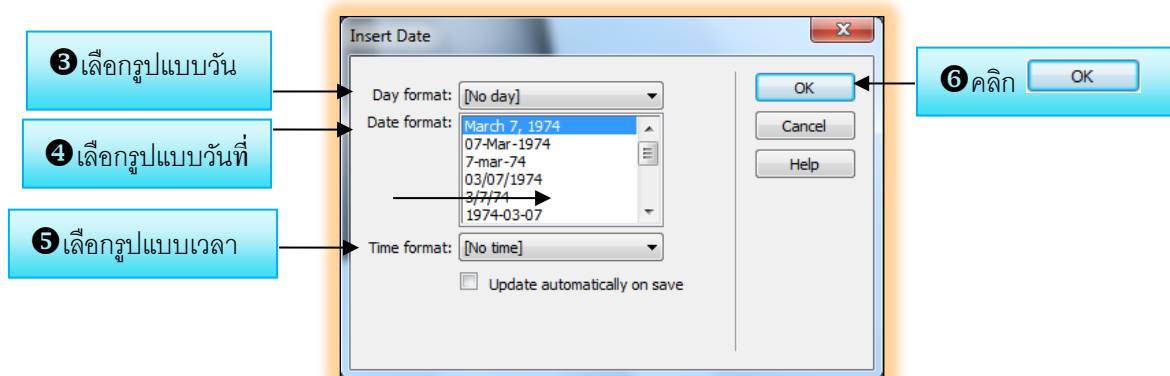 Insert Date
❸เลือกรูปแบบวัน
❹เลือกรูปแบบวันที่
❺เลือกรูปแบบเวลา
Day format: [No day]
Date format: March 7, 1974
07-Mar-1974
7-mar-74
03/07/1974
3/7/74
1974-03-07
Time format: [No time]
Update automatically on save
OK
Cancel
Help
❻คลิก OK